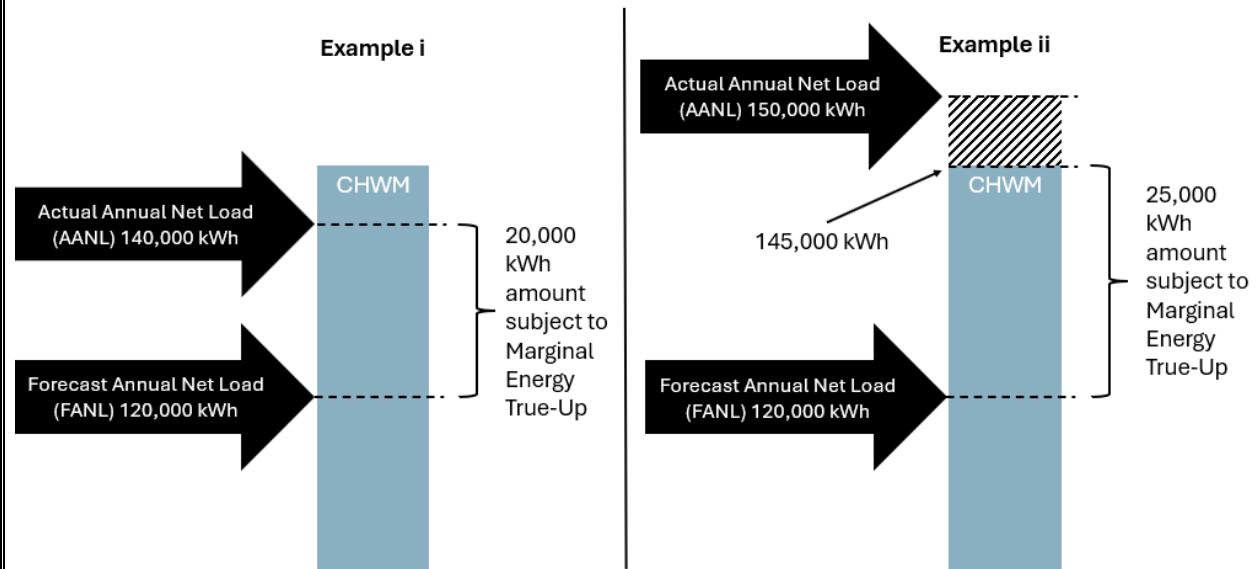 Example i
Actual Annual Net Load
(AANL) 140,000 kWh
CHWM
Forecast Annual Net Load
(FANL) 120,000 kWh
20,000
kWh
amount
subject to
Marginal
Energy
True-Up
Example ii
Actual Annual Net Load
(AANL) 150,000 kWh
CHWM
145,000 kWh
Forecast Annual Net Load
(FANL) 120,000 kWh
25,000
kWh
amount
subject to
Marginal
Energy
True-Up